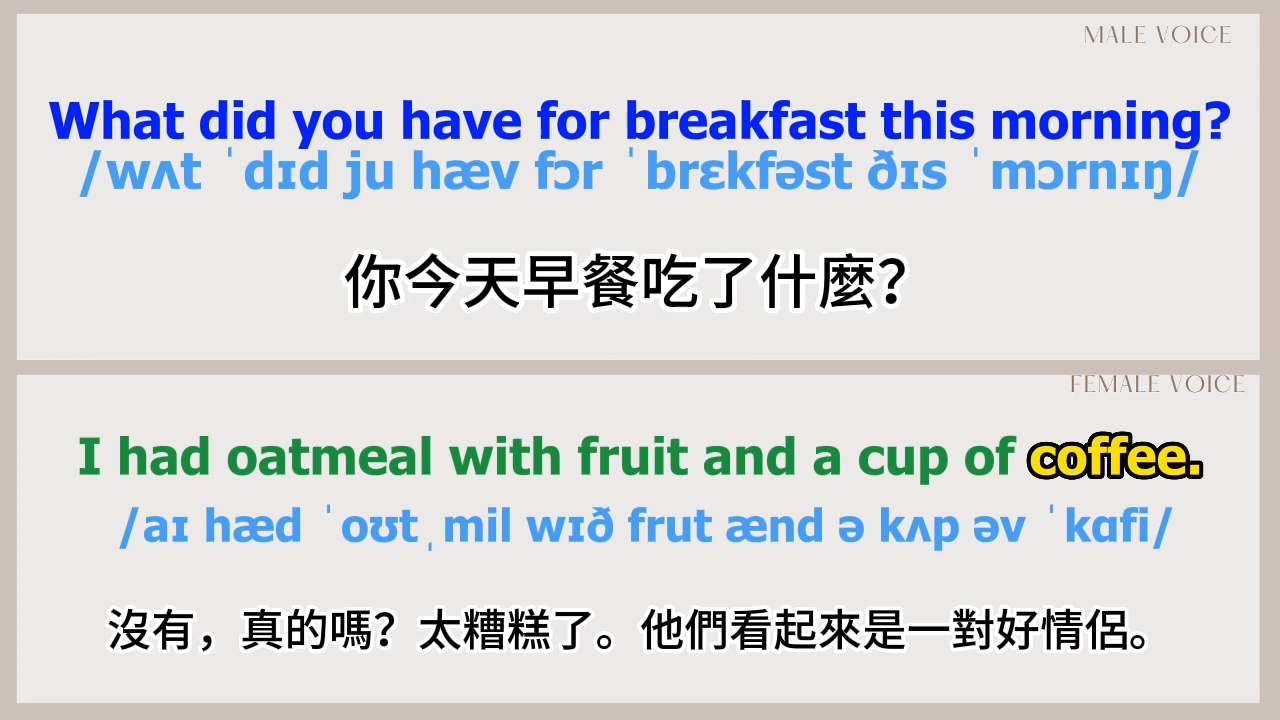 MALE VOICE
What did you have for breakfast this morning?
/wʌt ˈdɪd ju hæv fɔr ˈbrɛkfəst ðɪs ˈmɔrnɪŋ/
你今天早餐吃了什麼？
FEMALE VOICE
I had oatmeal with fruit and a cup of coffee.
/aɪ hæd ˈoʊtˌmil wɪð frut ænd ə kʌp əv ˈkɑfi/
沒有，真的嗎？太糟糕了。他們看起來是一對好情侶。